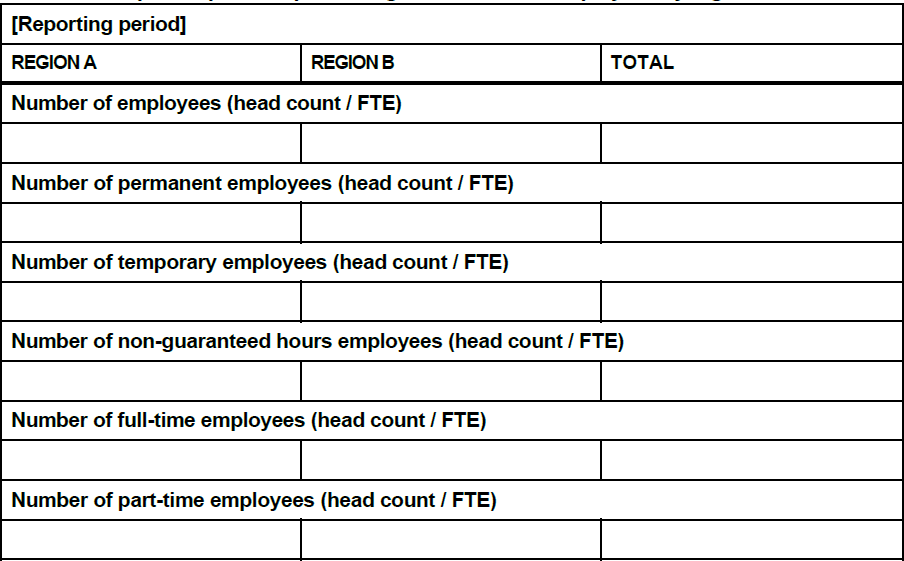 [Reporting period]
REGION A REGION B TOTAL
Number of employees (head count / FTE)
Number of permanent employees (head count / FTE)
Number of temporary employees (head count / FTE)
Number of non-guaranteed hours employees (head count / FTE)
Number of full-time employees (head count / FTE)
Number of part-time employees (head count / FTE)